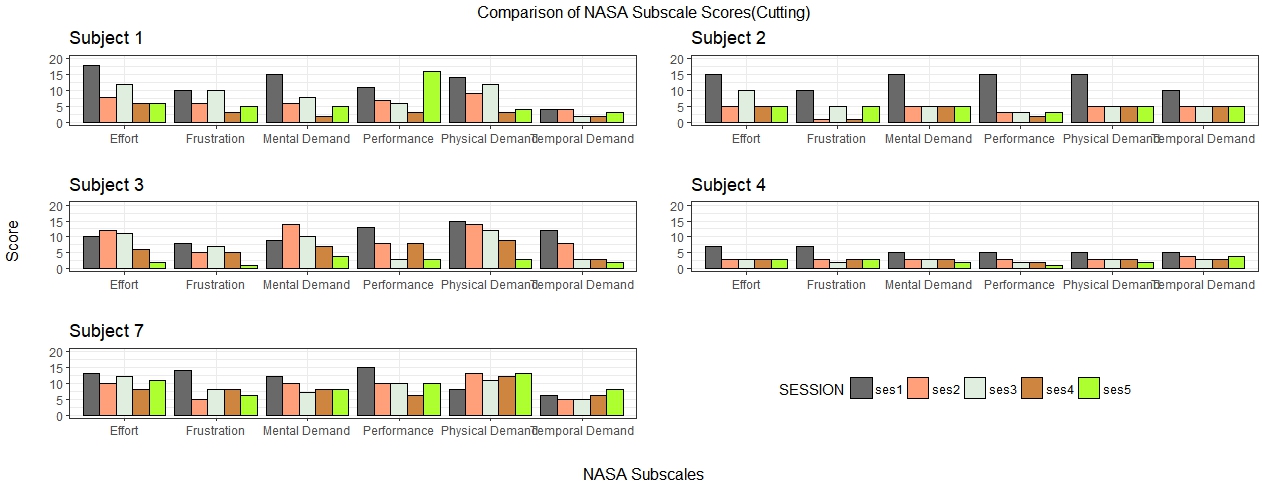 Comparison of NASA Subscale Scores(Cutting)
Subject 1
20
15
10
5
0
Effort Frustration Mental Demand Performance Physical Demand Temporal Demand
Subject 2
20
15
10
5
0
Effort Frustration Mental Demand Performance Physical Demand Temporal Demand
Score
Subject 3
20
15
10
5
0
Effort Frustration Mental Demand Performance Physical Demand Temporal Demand
Subject 4
20
15
10
5
0
Effort Frustration Mental Demand Performance Physical Demand Temporal Demand
Subject 7
20
15
10
5
0
Effort Frustration Mental Demand Performance Physical Demand Temporal Demand
SESSION ses1 ses2 ses3 ses4 ses5
NASA Subscales